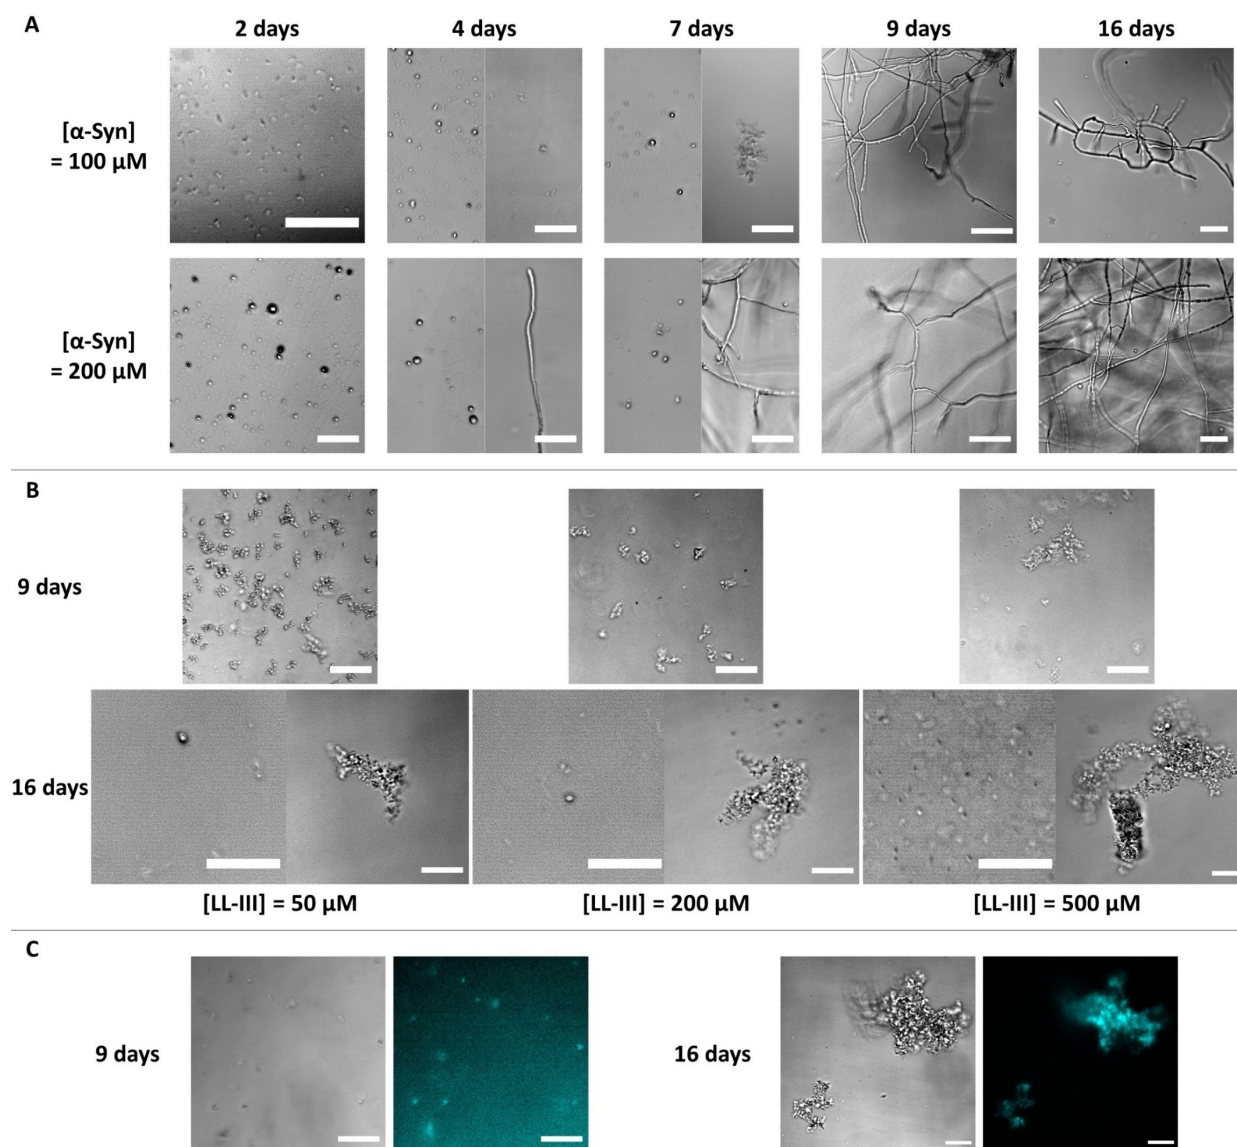 A
2 days
4 days
7 days
9 days
16 days
[α-Syn]
= 100 µM
[α-Syn]
= 200 µM
B
9 days
16 days
[LL-III] = 50 µM
[LL-III] = 200 µM
[LL-III] = 500 µM
C
9 days
16 days